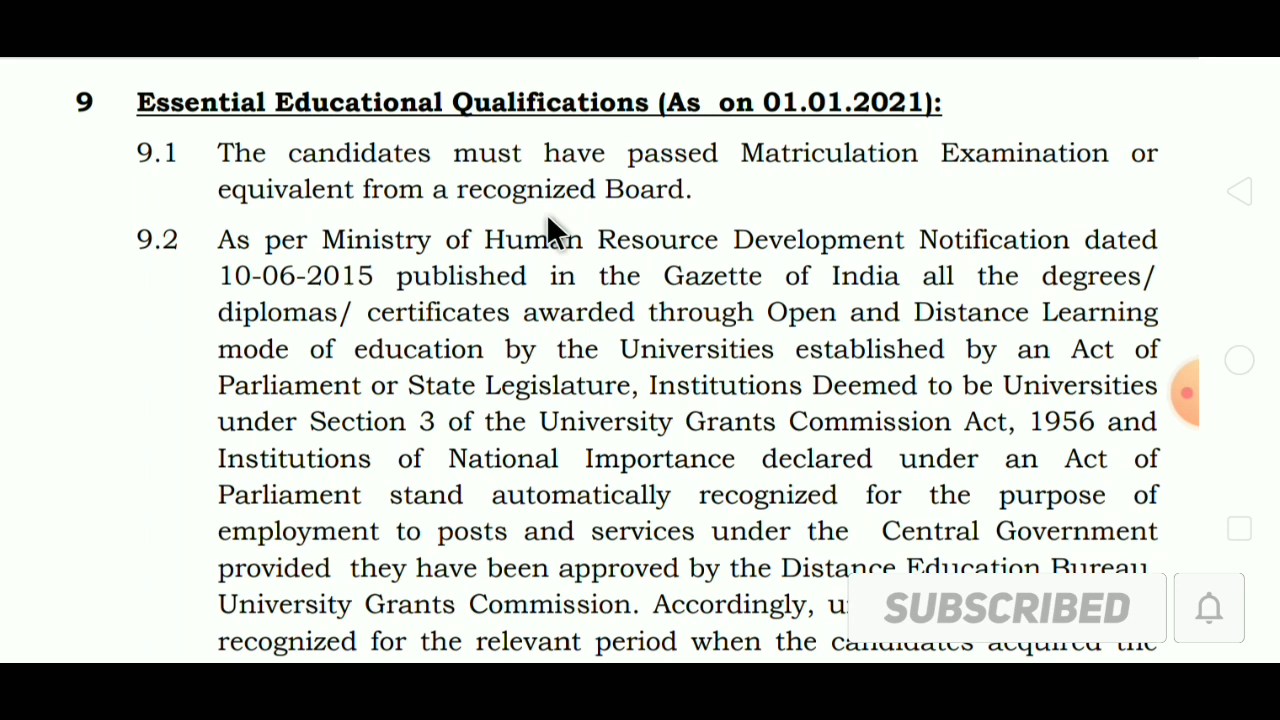 9 Essential Educational Qualifications (As on 01.01.2021):
9.1 The candidates must have passed Matriculation Examination or
equivalent from a recognized Board.
9.2 As per Ministry of Human Resource Development Notification dated
10-06-2015 published in the Gazette of India all the degrees/
diplomas/ certificates awarded through Open and Distance Learning
mode of education by the Universities established by an Act of
Parliament or State Legislature, Institutions Deemed to be Universities
under Section 3 of the University Grants Commission Act, 1956 and
Institutions of National Importance declared under an Act of
Parliament stand automatically recognized for the purpose of
employment to posts and services under the Central Government
provided they have been approved by the Distance Education Bureau,
University Grants Commission. Accordingly,
recognized for the relevant period when the candidates acquired the
SUBSCRIBED